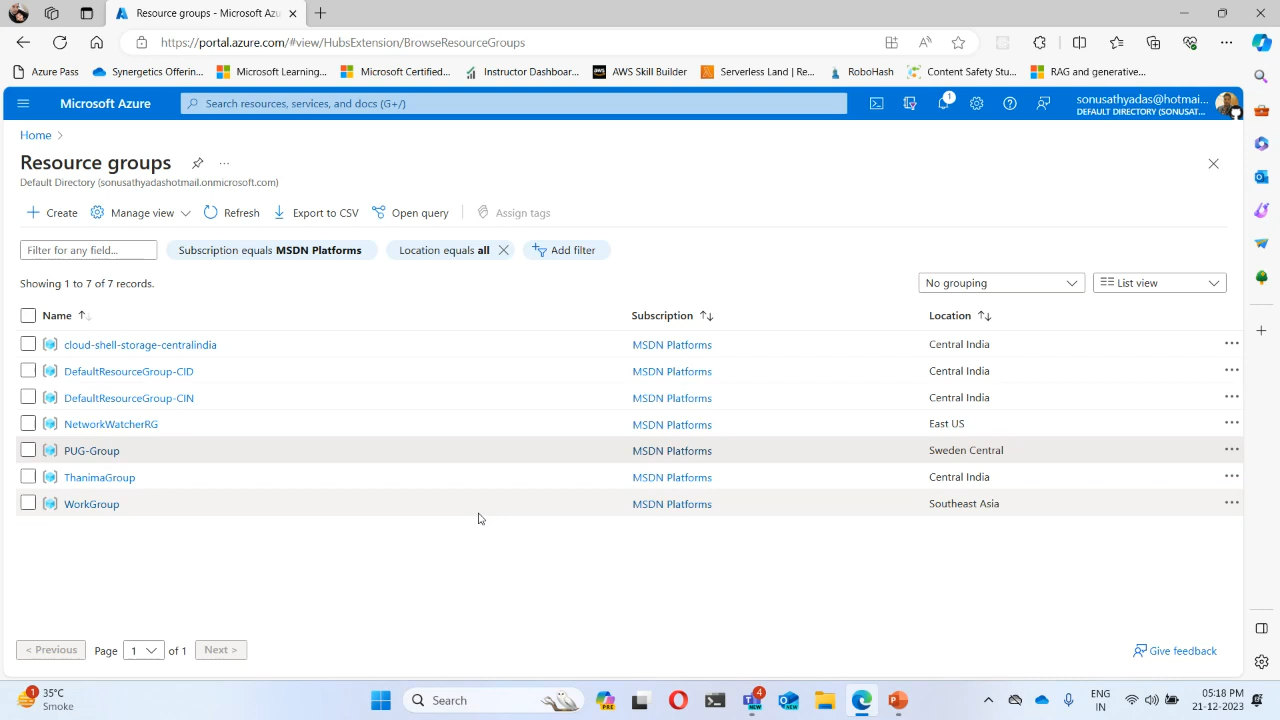 Resource groups - Microsoft Azu
https://portal.azure.com/#view/HubsExtension/BrowseResourceGroups
Azure Pass
Synergetics Offerin...
Microsoft Learning...
Microsoft Certified...
Instructor Dashboar...
AWS Skill Builder
Serverless Land | Re...
RoboHash
Content Safety Stu...
RAG and generative...
Microsoft Azure
Search resources, services, and docs (G+/)
1
sonusathyadas@hotmai...
DEFAULT DIRECTORY (SONUSAT...
Home
Resource groups
Default Directory (sonusathyadashotmail.onmicrosoft.com)
Create
Manage view
Refresh
Export to CSV
Open query
Assign tags
Filter for any field...
Subscription equals MSDN Platforms
Location equals all
Add filter
Showing 1 to 7 of 7 records.
No grouping
List view
Name
Subscription
Location
cloud-shell-storage-centralindia MSDN Platforms Central India
DefaultResourceGroup-CID MSDN Platforms Central India
DefaultResourceGroup-CIN MSDN Platforms Central India
NetworkWatcherRG MSDN Platforms East US
PUG-Group MSDN Platforms Sweden Central
ThanimaGroup MSDN Platforms Central India
WorkGroup MSDN Platforms Southeast Asia
< Previous
Page 1 of 1
Next >
Give feedback
1
35°C
Smoke
Search
PRE
4
NEW
NEW
ENG
IN
05:18 PM
21-12-2023